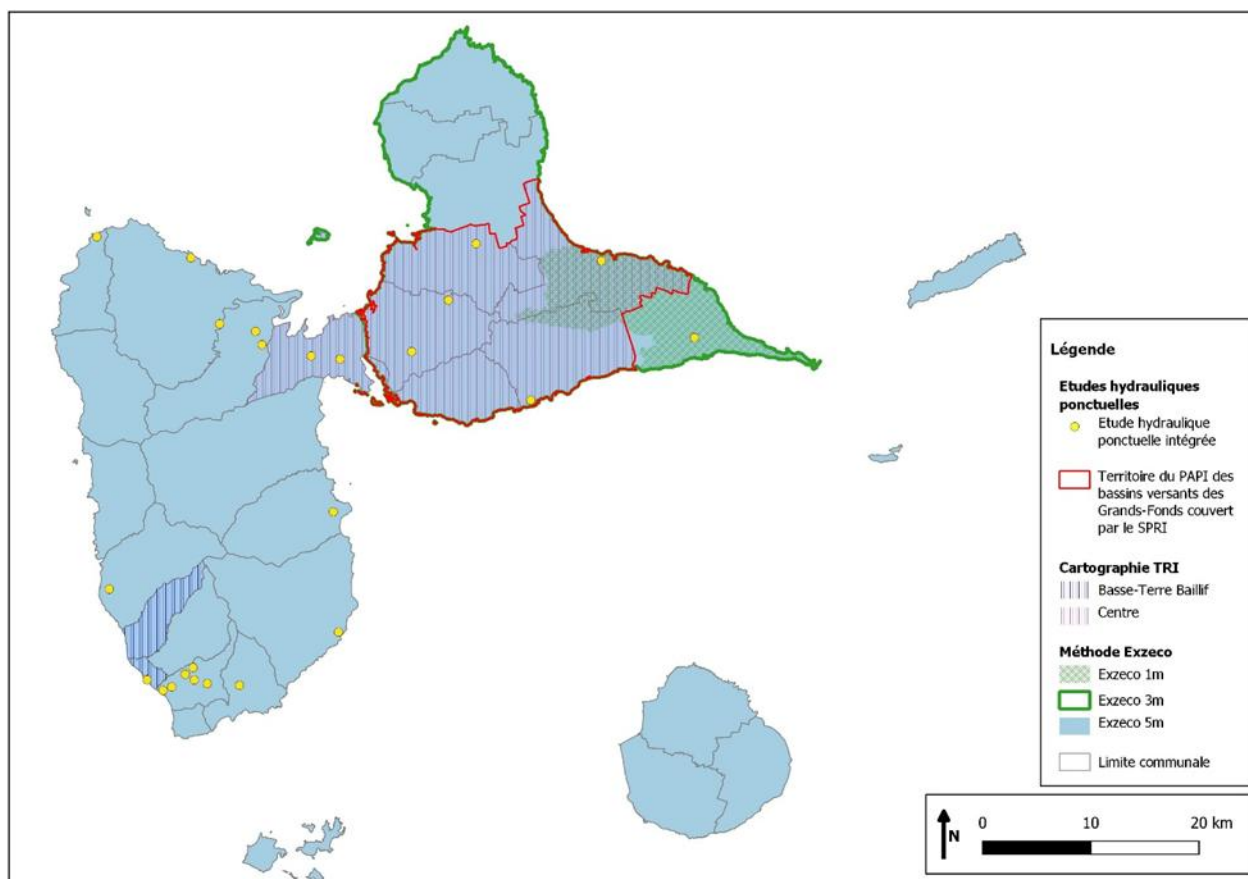 Légende
Etudes hydrauliques
ponctuelles
Etude hydraulique
ponctuelle intégrée
Territoire du PAPI des
bassins versants des
Grands-Fonds couvert
par le SPRI
Cartographie TRI
Basse-Terre Baillif
Centre
Méthode Exzeco
Exzeco 1m
Exzeco 3m
Exzeco 5m
Limite communale
N
0 10 20 km